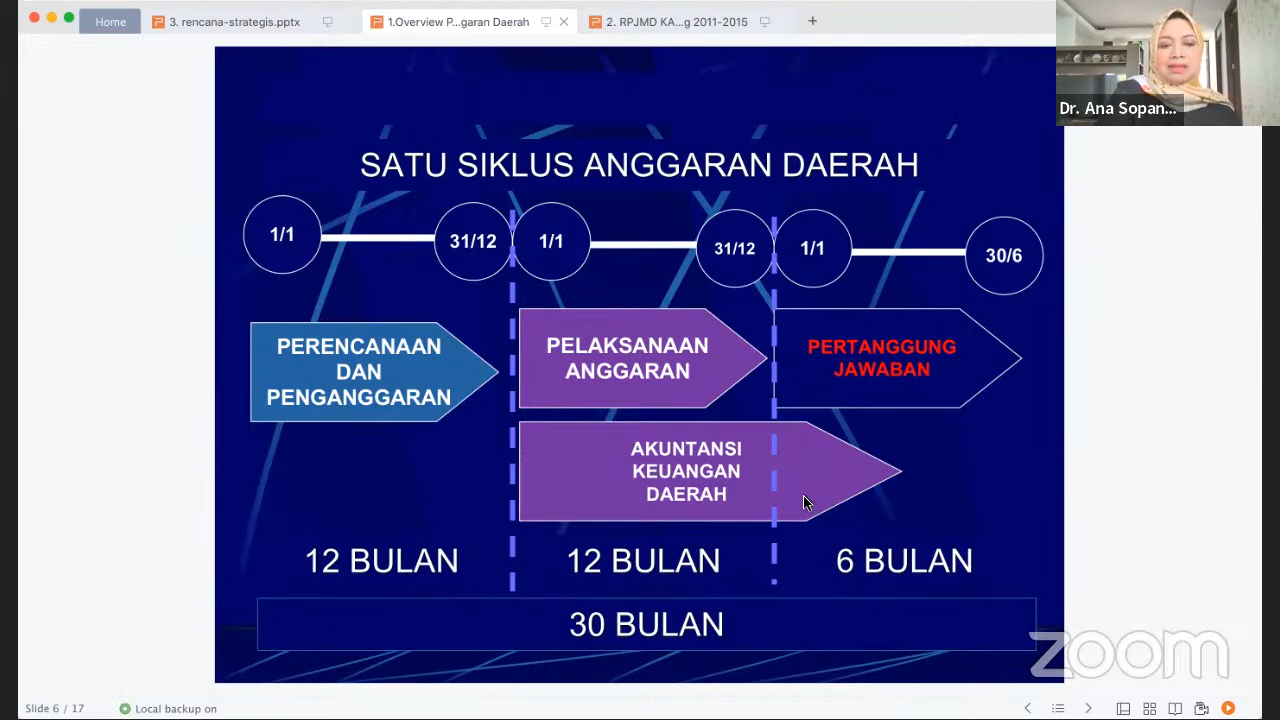 Home
3. rencana-strategis.pptx
1.Overview P...garan Daerah
2. RPJMD KA...g 2011-2015
Dr. Ana Sopan...
SATU SIKLUS ANGGARAN DAERAH
1/1
31/12
1/1
31/12
1/1
30/6
PERENCANAAN
DAN
PENGANGGARAN
PELAKSANAAN
ANGGARAN
PERTANGGUNG
JAWABAN
AKUNTANSI
KEUANGAN
DAERAH
12 BULAN
12 BULAN
6 BULAN
30 BULAN
zoom
Slide 6 / 17
Local backup on